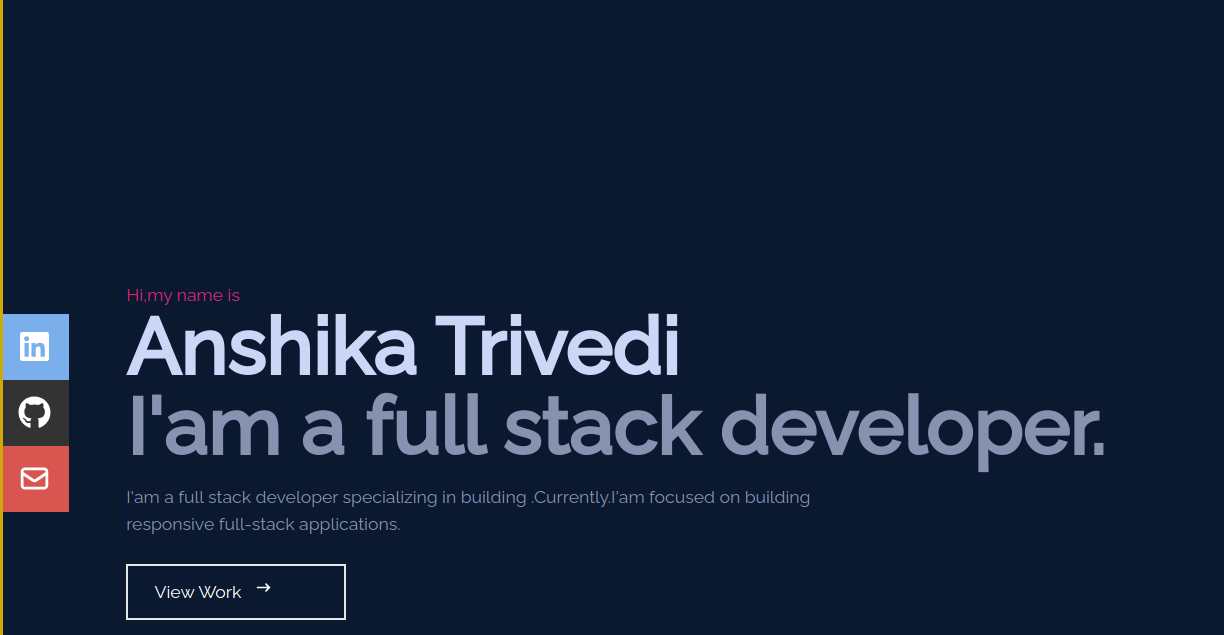 Hi,my name is
Anshika Trivedi
I'am a full stack developer.
I'am a full stack developer specializing in building .Currently.I'am focused on building
responsive full-stack applications.
View Work